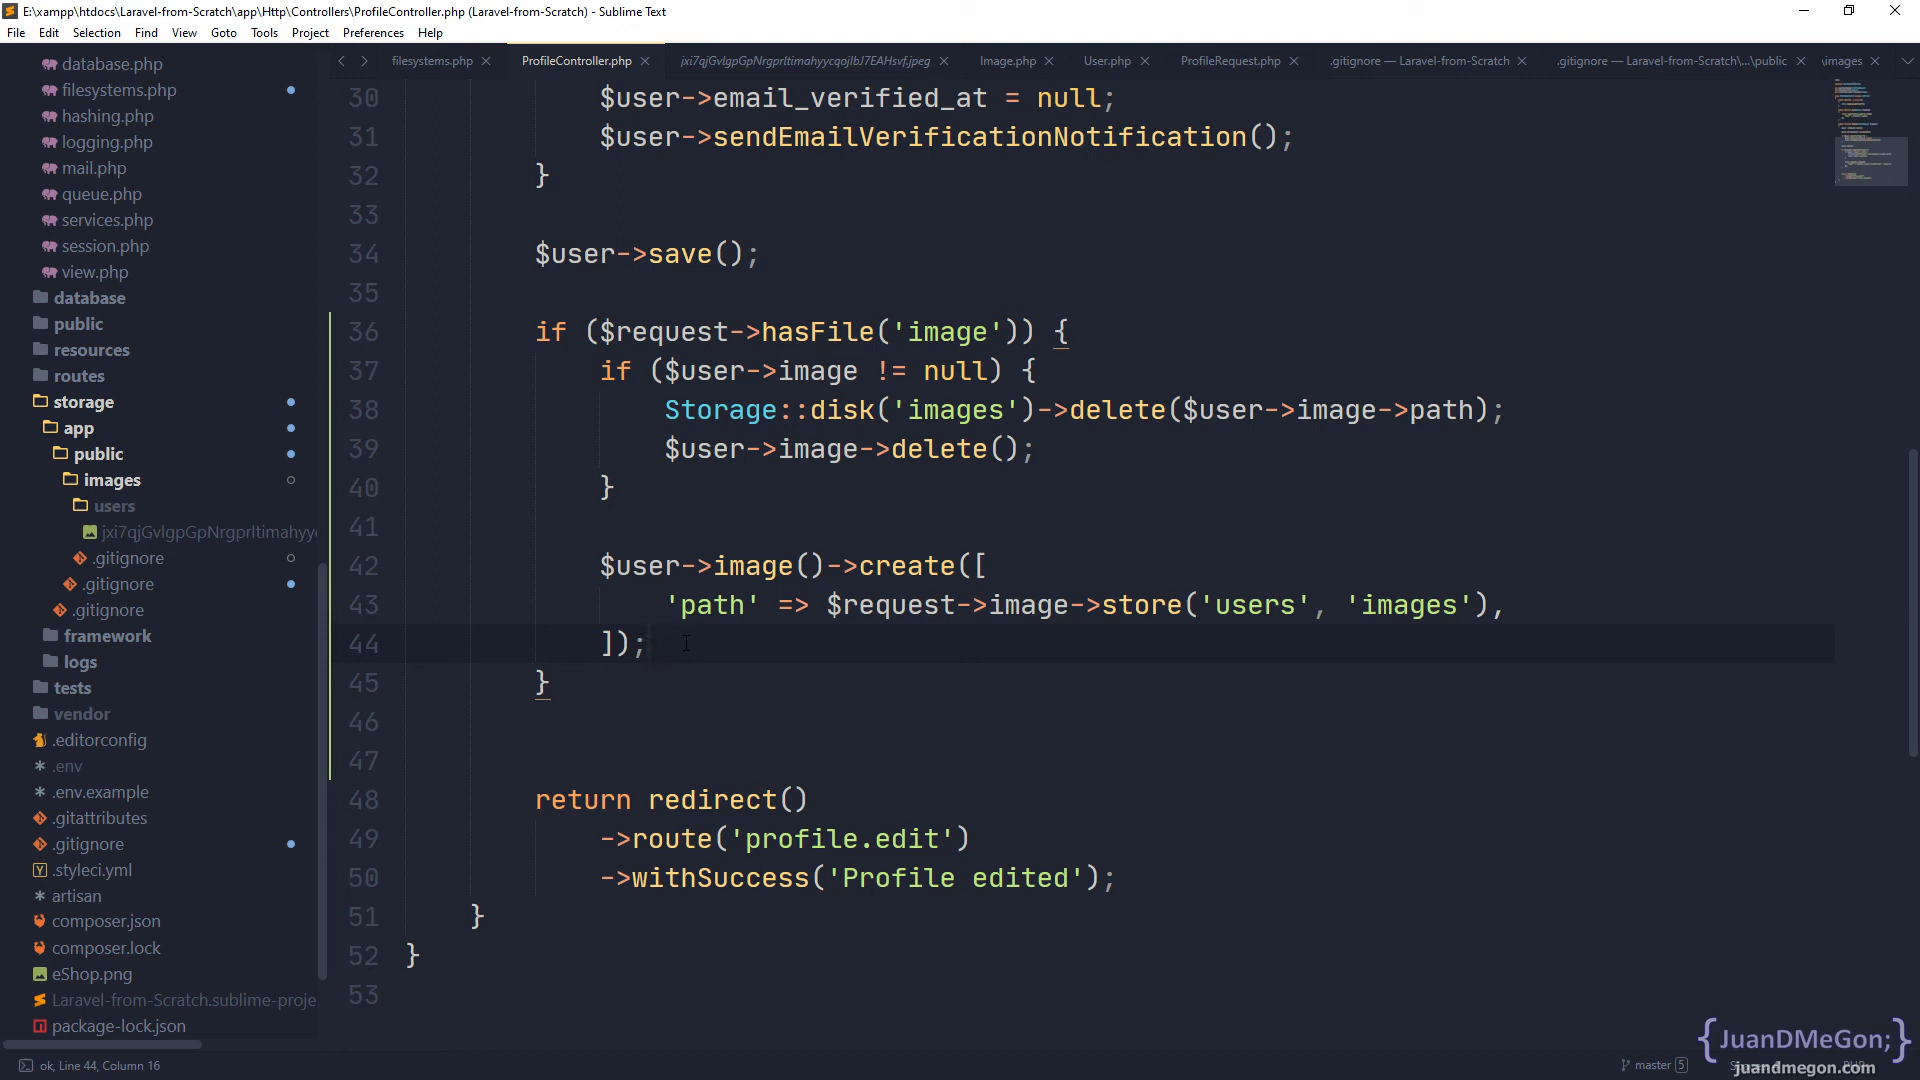 E:\xampp\htdocs\Laravel-from-Scratch\app\Http\Controllers\ProfileController.php (Laravel-from-Scratch) - Sublime Text
File Edit Selection Find View Goto Tools Project Preferences Help
filesystems.php ProfileController.php Image.php User.php ProfileRequest.php .gitignore — Laravel-from-Scratch .gitignore — Laravel-from-Scratch\...\public \images
database.php
filesystems.php
hashing.php
logging.php
mail.php
queue.php
services.php
session.php
view.php
database
public
resources
routes
storage
app
public
images
users
.gitignore
.gitignore
.gitignore
framework
logs
tests
vendor
.editorconfig
.env
.env.example
.gitattributes
.gitignore
.styleci.yml
artisan
composer.json
composer.lock
eShop.png
Laravel-from-Scratch.sublime-proje
package-lock.json
30 $user->email_verified_at = null;
31 $user->sendEmailVerificationNotification();
32 }
33
34 $user->save();
35
36 if ($request->hasFile('image')) {
37 if ($user->image != null) {
38 Storage::disk('images')->delete($user->image->path);
39 $user->image->delete();
40 }
41
42 $user->image()->create([
43 'path' => $request->image->store('users', 'images'),
44 ]);
45 }
46
47
48 return redirect()
49 ->route('profile.edit')
50 ->withSuccess('Profile edited');
51 }
52 }
53
ok, Line 44, Column 16
master 5
{JuanDMeGon;}
juandmegon.com